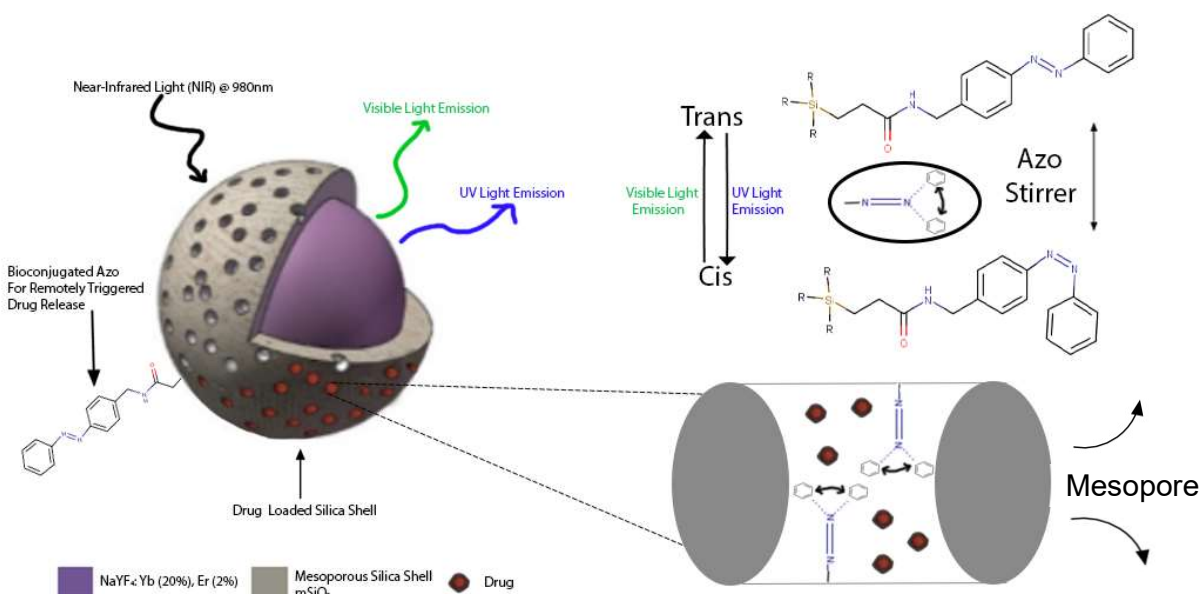 Near-Infrared Light (NIR) @ 980nm
Visible Light Emission
UV Light Emission
Bioconjugated Azo
For Remotely Triggered
Drug Release
O
N
H
N
N
Drug Loaded Silica Shell
NaYF₄: Yb (20%), Er (2%)
Mesoporous Silica Shell
mSiO₂
Drug
Trans
Visible Light
Emission
UV Light
Emission
Cis
R
R
Si
R
O
H
N
N
N
Azo
Stirrer
N
N
R
R
Si
R
O
H
N
N
N
N
N
N
N
Mesopore